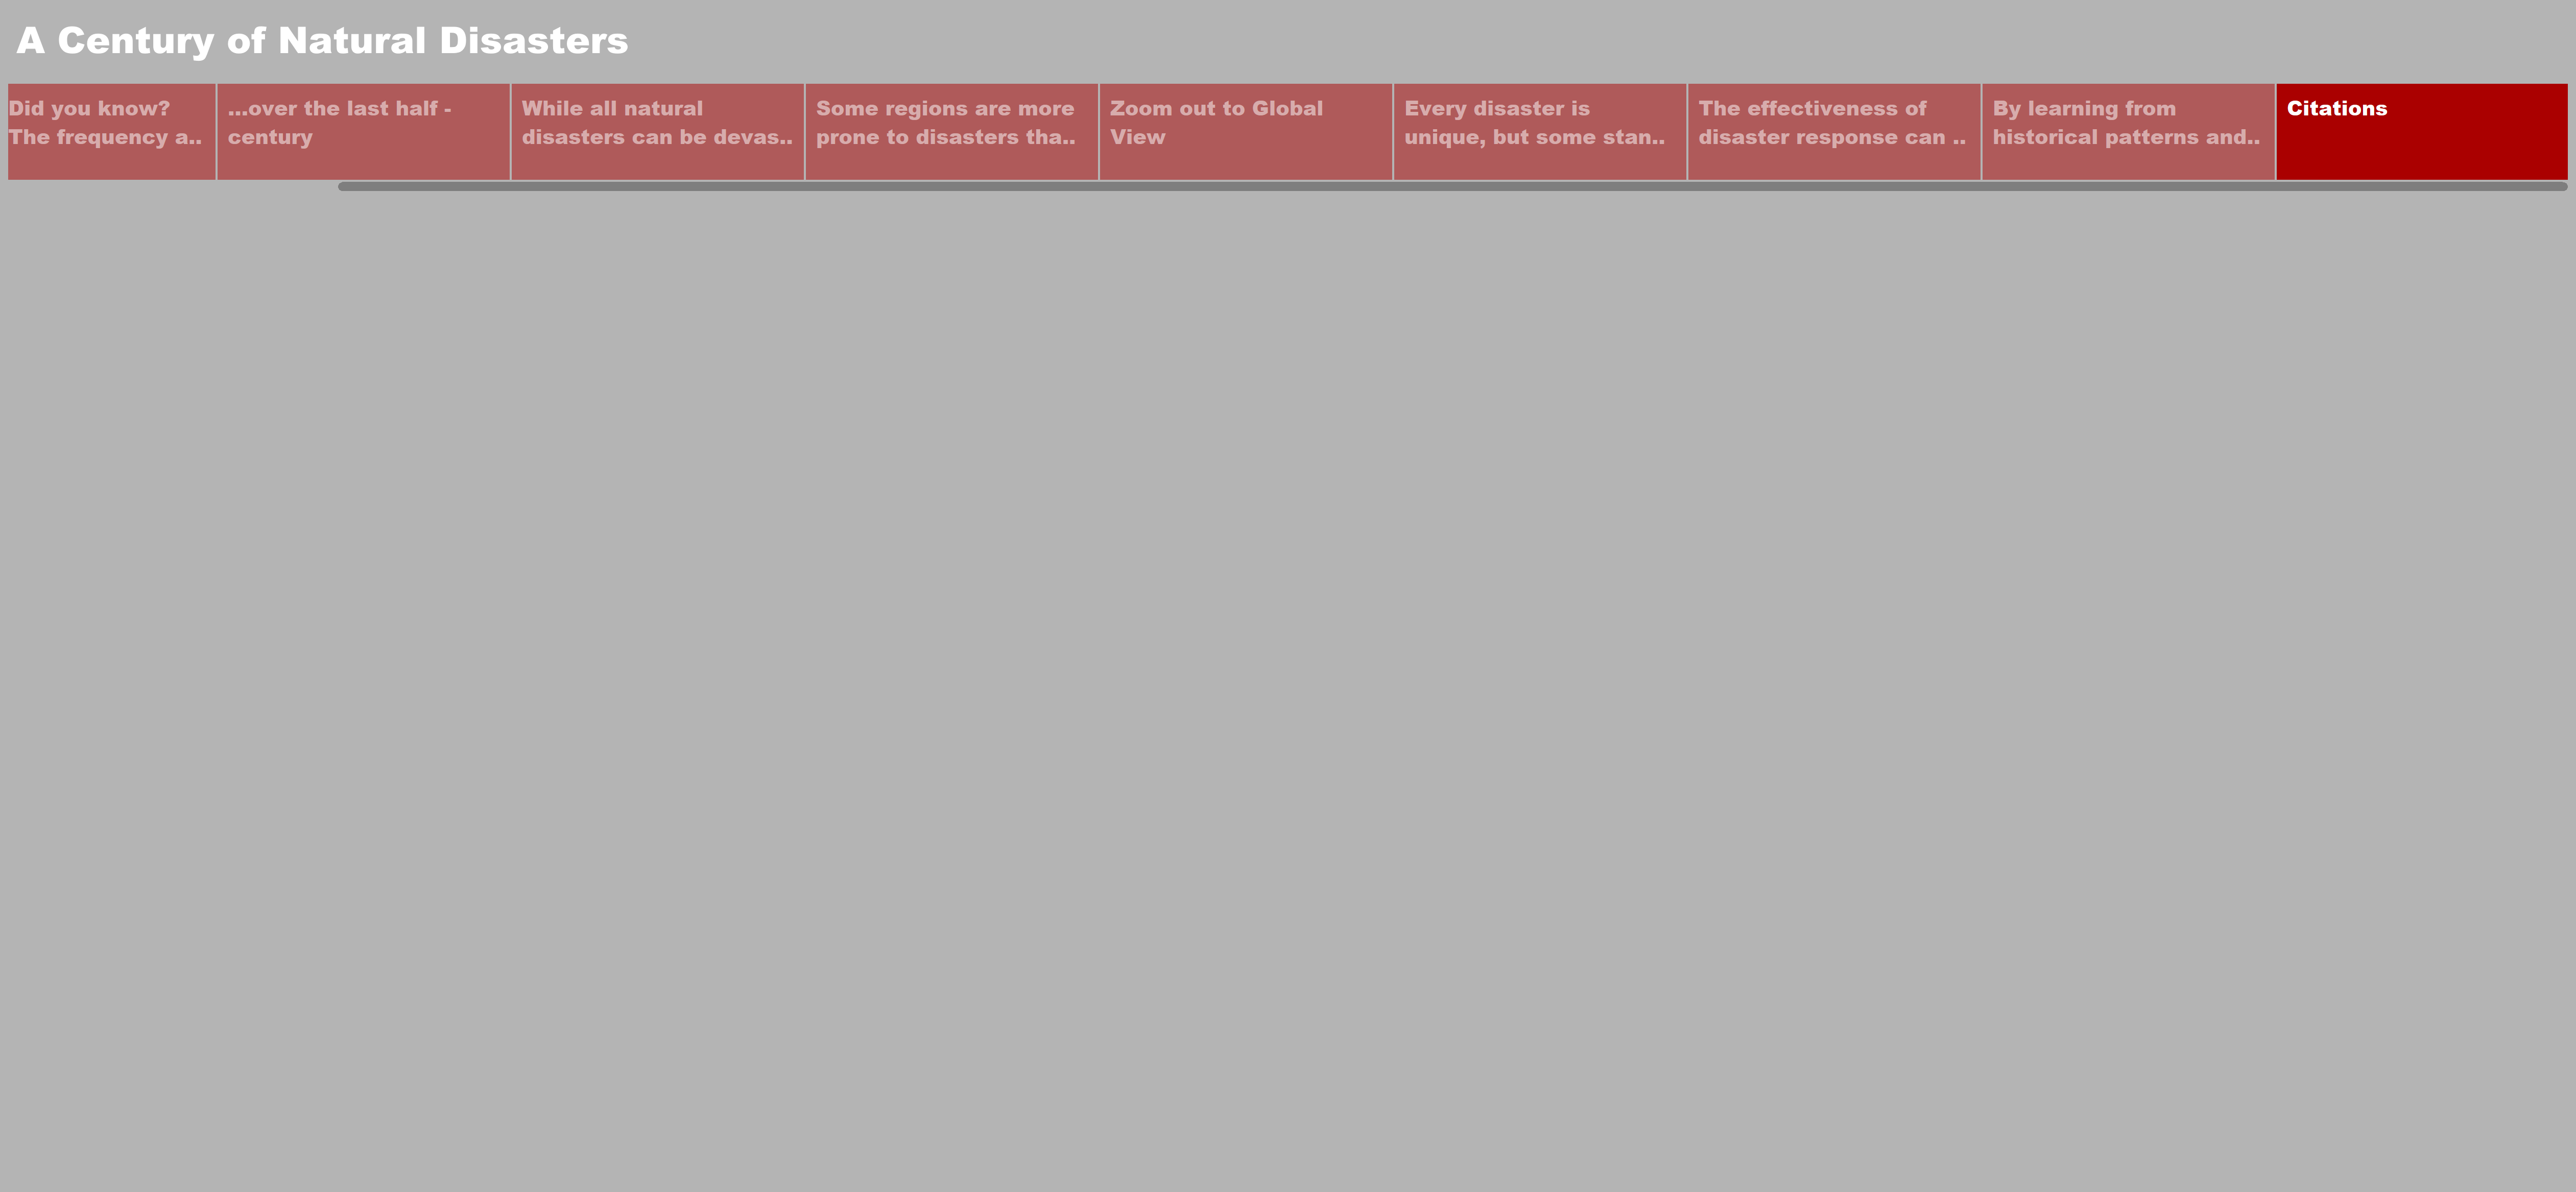 A Century of Natural Disasters
Did you know?
The frequency a..
...over the last half -
century
While all natural
disasters can be devas..
Some regions are more
prone to disasters tha..
Zoom out to Global
View
Every disaster is
unique, but some stan..
The effectiveness of
disaster response can ..
By learning from
historical patterns and..
Citations